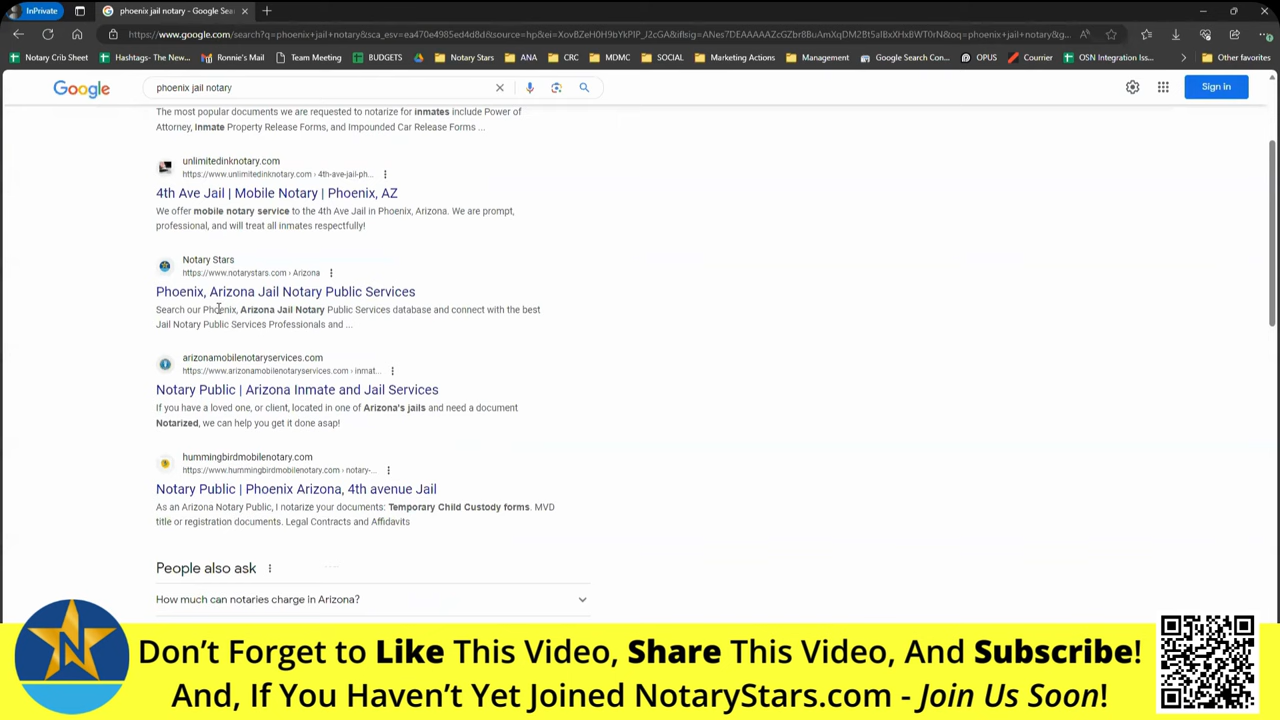 InPrivate
phoenix jail notary - Google Sea
https://www.google.com/search?q=phoenix+jail+notary&sca_esv=ea470e4985ed4d8d&source=hp&ei=
Notary Crib Sheet
Hashtags- The New...
Ronnie's Mail
Team Meeting
BUDGETS
Notary Stars
ANA
CRC
MDMC
SOCIAL
Marketing Actions
Management
Google Search Con...
OPUS
Courrier
OSN Integration Iss...
Other favorites
Google
phoenix jail notary
Sign in
The most popular documents we are requested to notarize for inmates include Power of
Attorney, inmate Property Release Forms, and Impounded Car Release Forms ...
unlimitedinknotary.com
https://www.unlimitedinknotary.com › 4th-ave-jail-ph...
4th Ave Jail | Mobile Notary | Phoenix, AZ
We offer mobile notary service to the 4th Ave Jail in Phoenix, Arizona. We are prompt,
professional, and will treat all inmates respectfully!
Notary Stars
https://www.notarystars.com › Arizona
Phoenix, Arizona Jail Notary Public Services
Search our Phoenix, Arizona Jail Notary Public Services database and connect with the best
Jail Notary Public Services Professionals and ...
arizonamobilenotaryservices.com
https://www.arizonamobilenotaryservices.com › inmat...
Notary Public | Arizona Inmate and Jail Services
If you have a loved one, or client, located in one of Arizona's jails and need a document
Notarized, we can help you get it done asap!
hummingbirdmobilenotary.com
https://www.hummingbirdmobilenotary.com › notary-...
Notary Public | Phoenix Arizona, 4th avenue Jail
As an Arizona Notary Public, I notarize your documents: Temporary Child Custody forms. MVD
title or registration documents. Legal Contracts and Affidavits
People also ask
How much can notaries charge in Arizona?
N
Don't Forget to Like This Video, Share This Video, And Subscribe!
And, If You Haven't Yet Joined NotaryStars.com - Join Us Soon!